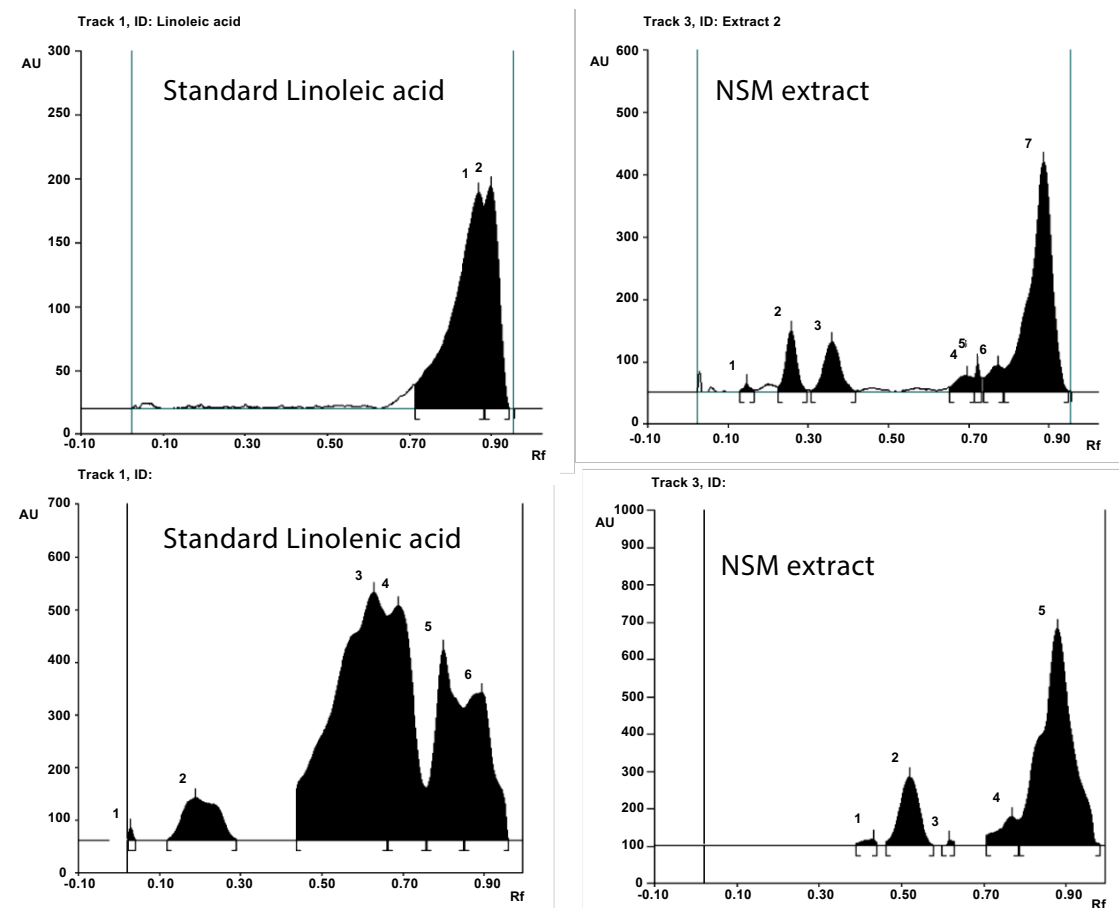 Track 1, ID: Linoleic acid
AU
Standard Linoleic acid
300
250
200
150
100
50
0
1 2
-0.10 0.10 0.30 0.50 0.70 0.90
Rf
Track 3, ID: Extract 2
AU
NSM extract
600
500
400
300
200
100
0
1
2
3
4
5
6
7
-0.10 0.10 0.30 0.50 0.70 0.90
Rf
Track 1, ID:
AU
Standard Linolenic acid
700
600
500
400
300
200
100
0
1
2
3
4
5
6
-0.10 0.10 0.30 0.50 0.70 0.90
Rf
Track 3, ID:
AU
NSM extract
1000
900
800
700
600
500
400
300
200
100
0
1
2
3
4
5
-0.10 0.10 0.30 0.50 0.70 0.90
Rf